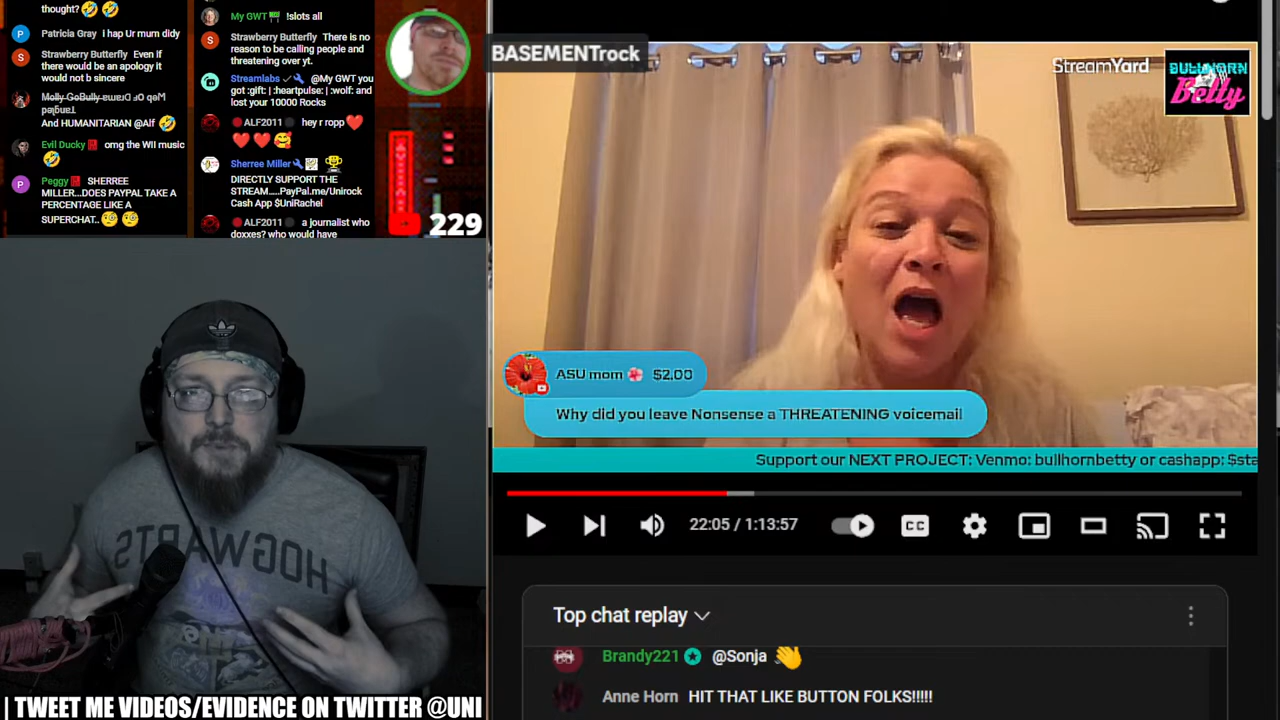 thought?
Patricia Gray I hap Ur mum didy
Strawberry Butterfly Even if
there would be an apology it
would not b sincere
And HUMANITARIAN @Alf
Evil Ducky omg the WII music
P Peggy SHERREE
MILLER...DOES PAYPAL TAKE A
PERCENTAGE LIKE A
SUPERCHAT..
My GWT !slots all
Strawberry Butterfly There is no
reason to be calling people and
threatening over yt.
Streamlabs @My GWT you
got :gift: | :heartpulse: | :wolf: and
lost your 10000 Rocks
ALF2011 hey r ropp
Sherree Miller
DIRECTLY SUPPORT THE
STREAM.....PayPal.me/Unirock
Cash App $UniRachel
ALF2011 a journalist who
doxxes? who would have
229
BASEMENTrock
StreamYard
BULLHORN
Betty
ASU mom $2.00
Why did you leave Nonsense a THREATENING voicemail
Support our NEXT PROJECT: Venmo: bullhornbetty or cashapp: $sta
22:05 / 1:13:57
CC
Top chat replay
Brandy221 @Sonja
Anne Horn HIT THAT LIKE BUTTON FOLKS!!!!!
HOGWARTS
| TWEET ME VIDEOS/EVIDENCE ON TWITTER @UNI